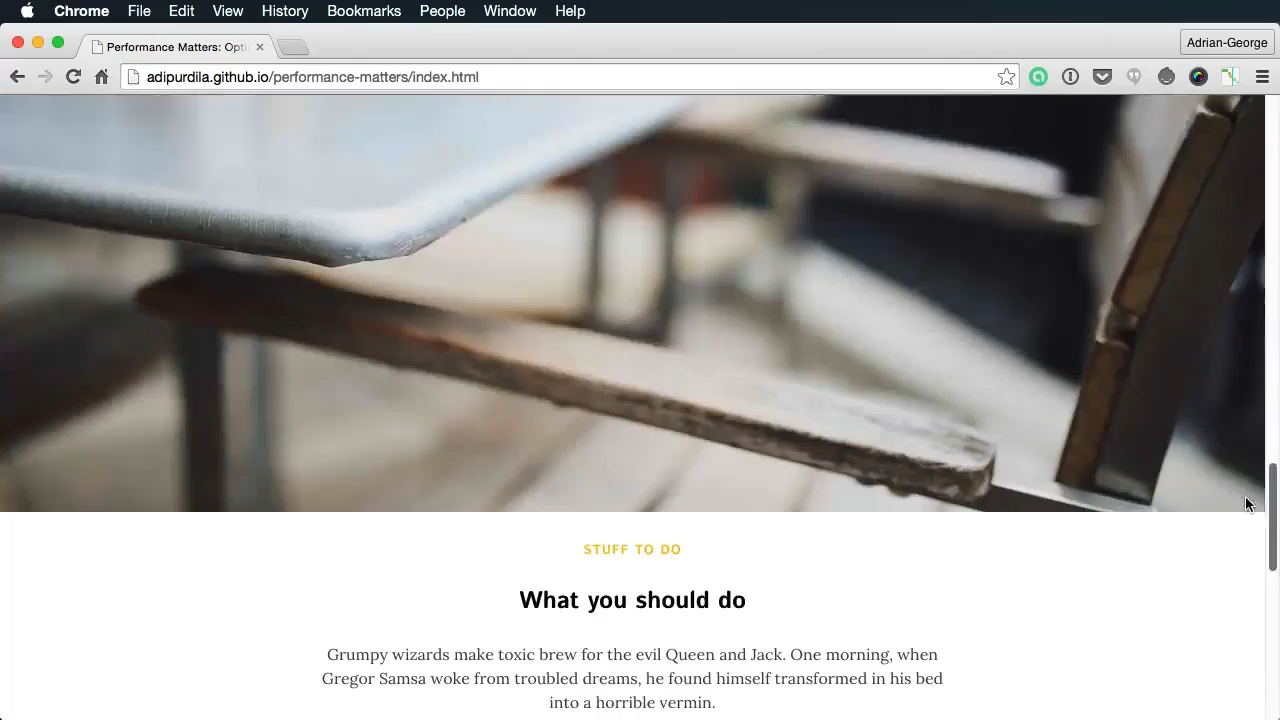 Chrome File Edit View History Bookmarks People Window Help
Performance Matters: Opti
Adrian-George
adipurdila.github.io/performance-matters/index.html
STUFF TO DO
What you should do
Grumpy wizards make toxic brew for the evil Queen and Jack. One morning, when
Gregor Samsa woke from troubled dreams, he found himself transformed in his bed
into a horrible vermin.